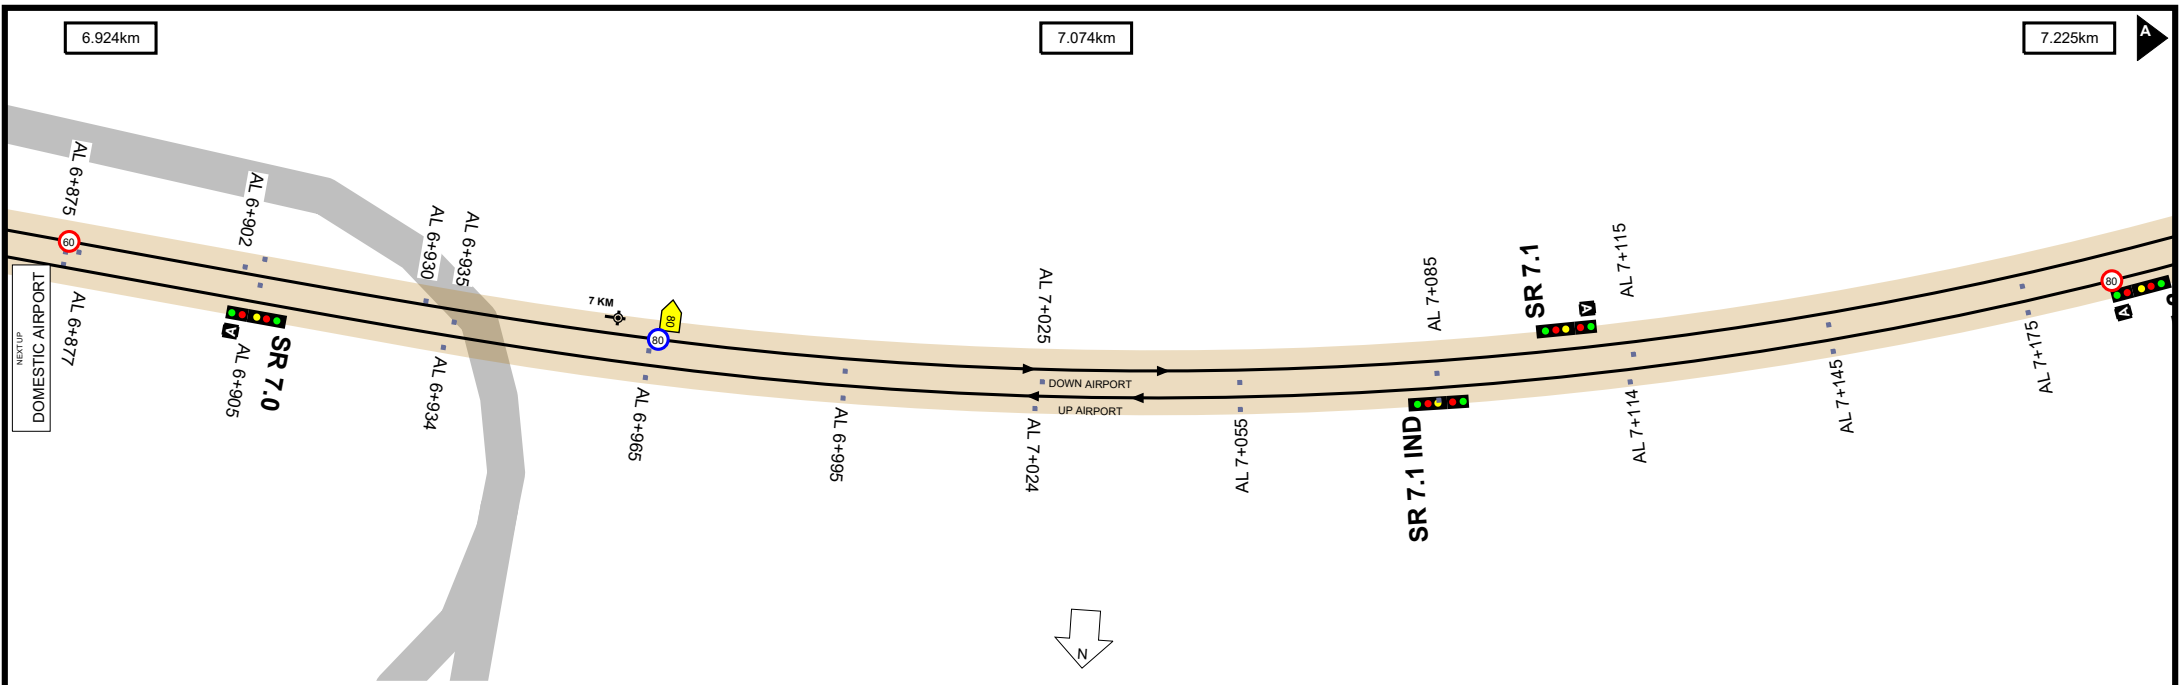 6.924km
7.074km
7.225km
A
AL 6+875
AL 6+902
AL 6+930
AL 6+935
7 KM
80
AL 7+025
AL 7+085
SR 7.1
A
AL 7+115
60
80
80
NEXT UP
DOMESTIC AIRPORT
AL 6+877
A
AL 6+905
SR 7.0
AL 6+934
AL 6+965
AL 6+995
DOWN AIRPORT
UP AIRPORT
AL 7+024
AL 7+055
SR 7.1 IND
AL 7+114
AL 7+145
AL 7+175
A
N